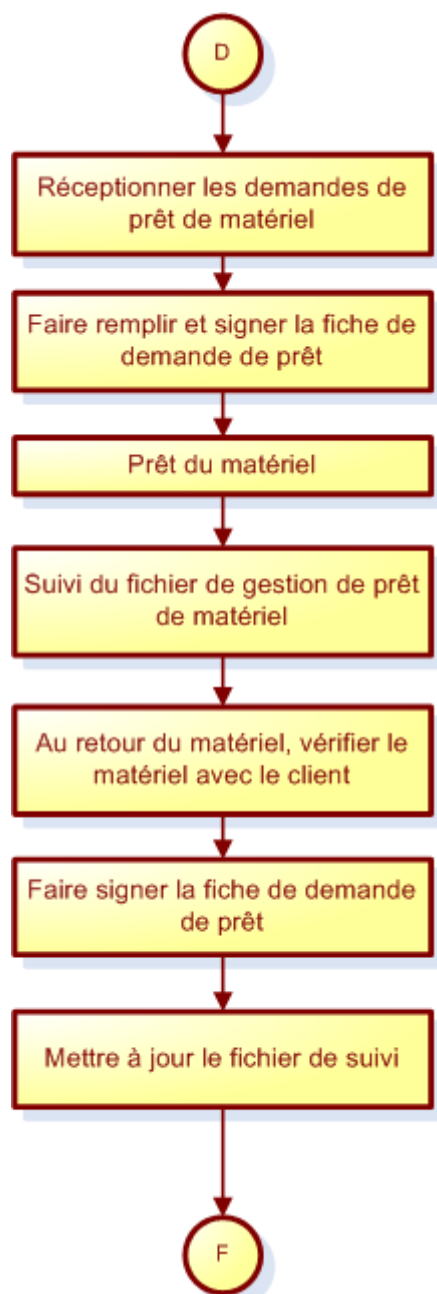 D
Réceptionner les demandes de
prêt de matériel
Faire remplir et signer la fiche de
demande de prêt
Prêt du matériel
Suivi du fichier de gestion de prêt
de matériel
Au retour du matériel, vérifier le
matériel avec le client
Faire signer la fiche de demande
de prêt
Mettre à jour le fichier de suivi
F